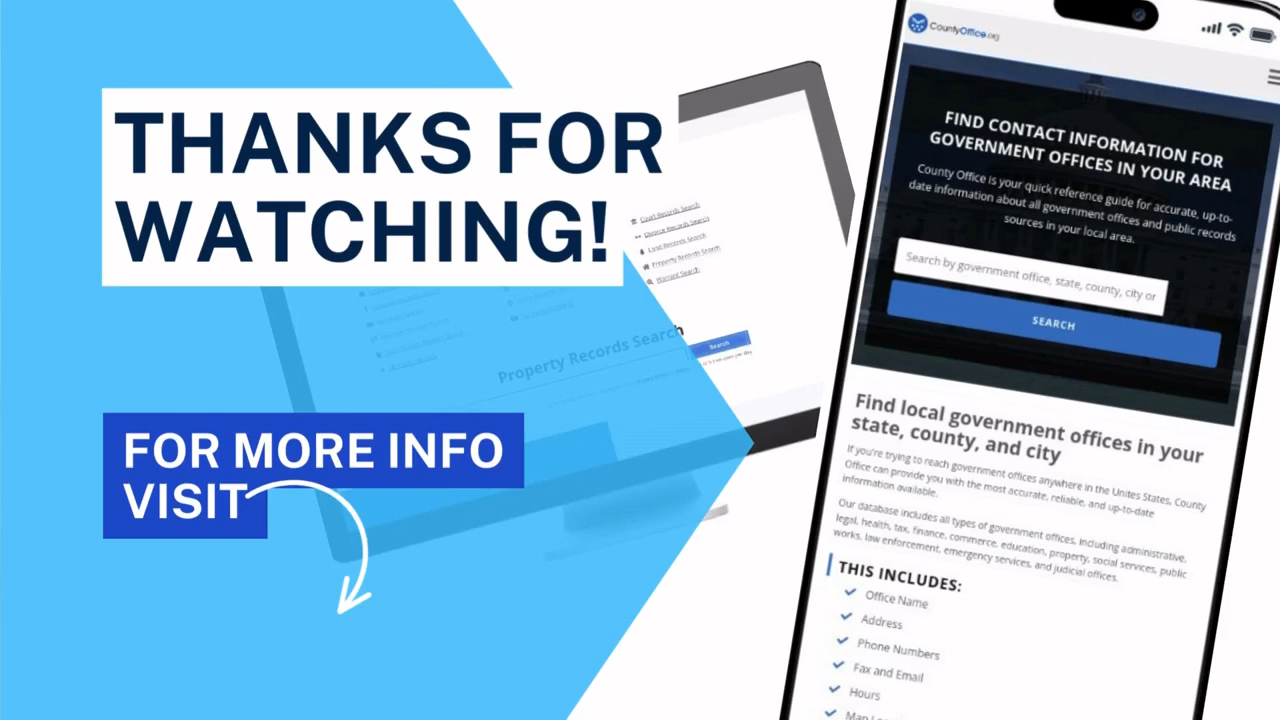 THANKS FOR
WATCHING!
FOR MORE INFO
VISIT
Court Records Search
Divorce Records Search
Land Records Search
Property Records Search
Warrant Search
Property Records Search
Search
CountyOffice.org
FIND CONTACT INFORMATION FOR
GOVERNMENT OFFICES IN YOUR AREA
County Office is your quick reference guide for accurate, up-to-
date information about all government offices and public records
sources in your local area.
Search by government office, state, county, city or
SEARCH
Find local government offices in your
state, county, and city
If you're trying to reach government offices anywhere in the Unites States, County
Office can provide you with the most accurate, reliable, and up-to-date
information available.
Our database includes all types of government offices, including administrative,
legal, health, tax, finance, commerce, education, property, social services, public
works, law enforcement, emergency services, and judicial offices.
THIS INCLUDES:
Office Name
Address
Phone Numbers
Fax and Email
Hours